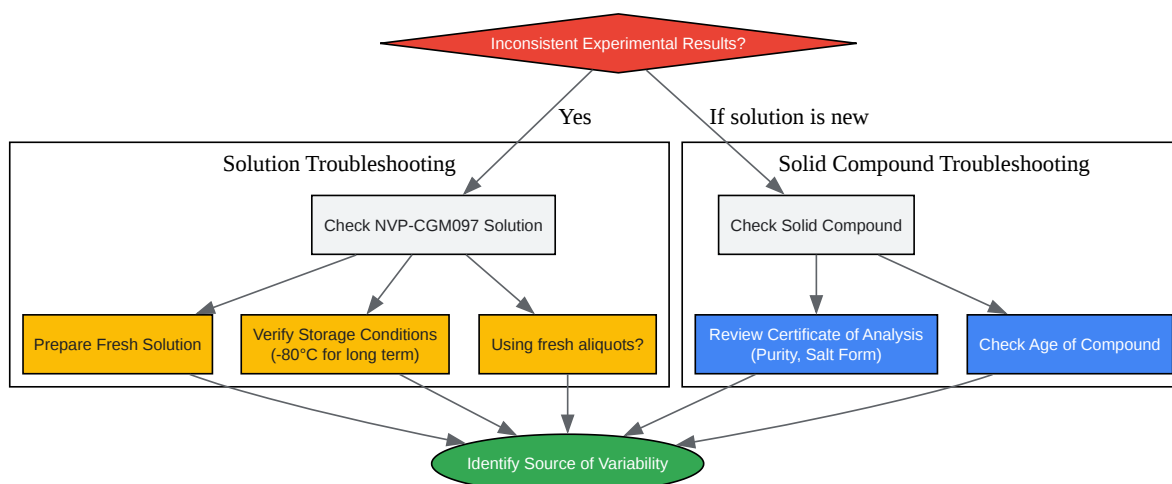 Inconsistent Experimental Results?
Yes
If solution is new
Solution Troubleshooting
Solid Compound Troubleshooting
Check NVP-CGM097 Solution
Check Solid Compound
Prepare Fresh Solution
Verify Storage Conditions
(-80°C for long term)
Using fresh aliquots?
Review Certificate of Analysis
(Purity, Salt Form)
Check Age of Compound
Identify Source of Variability